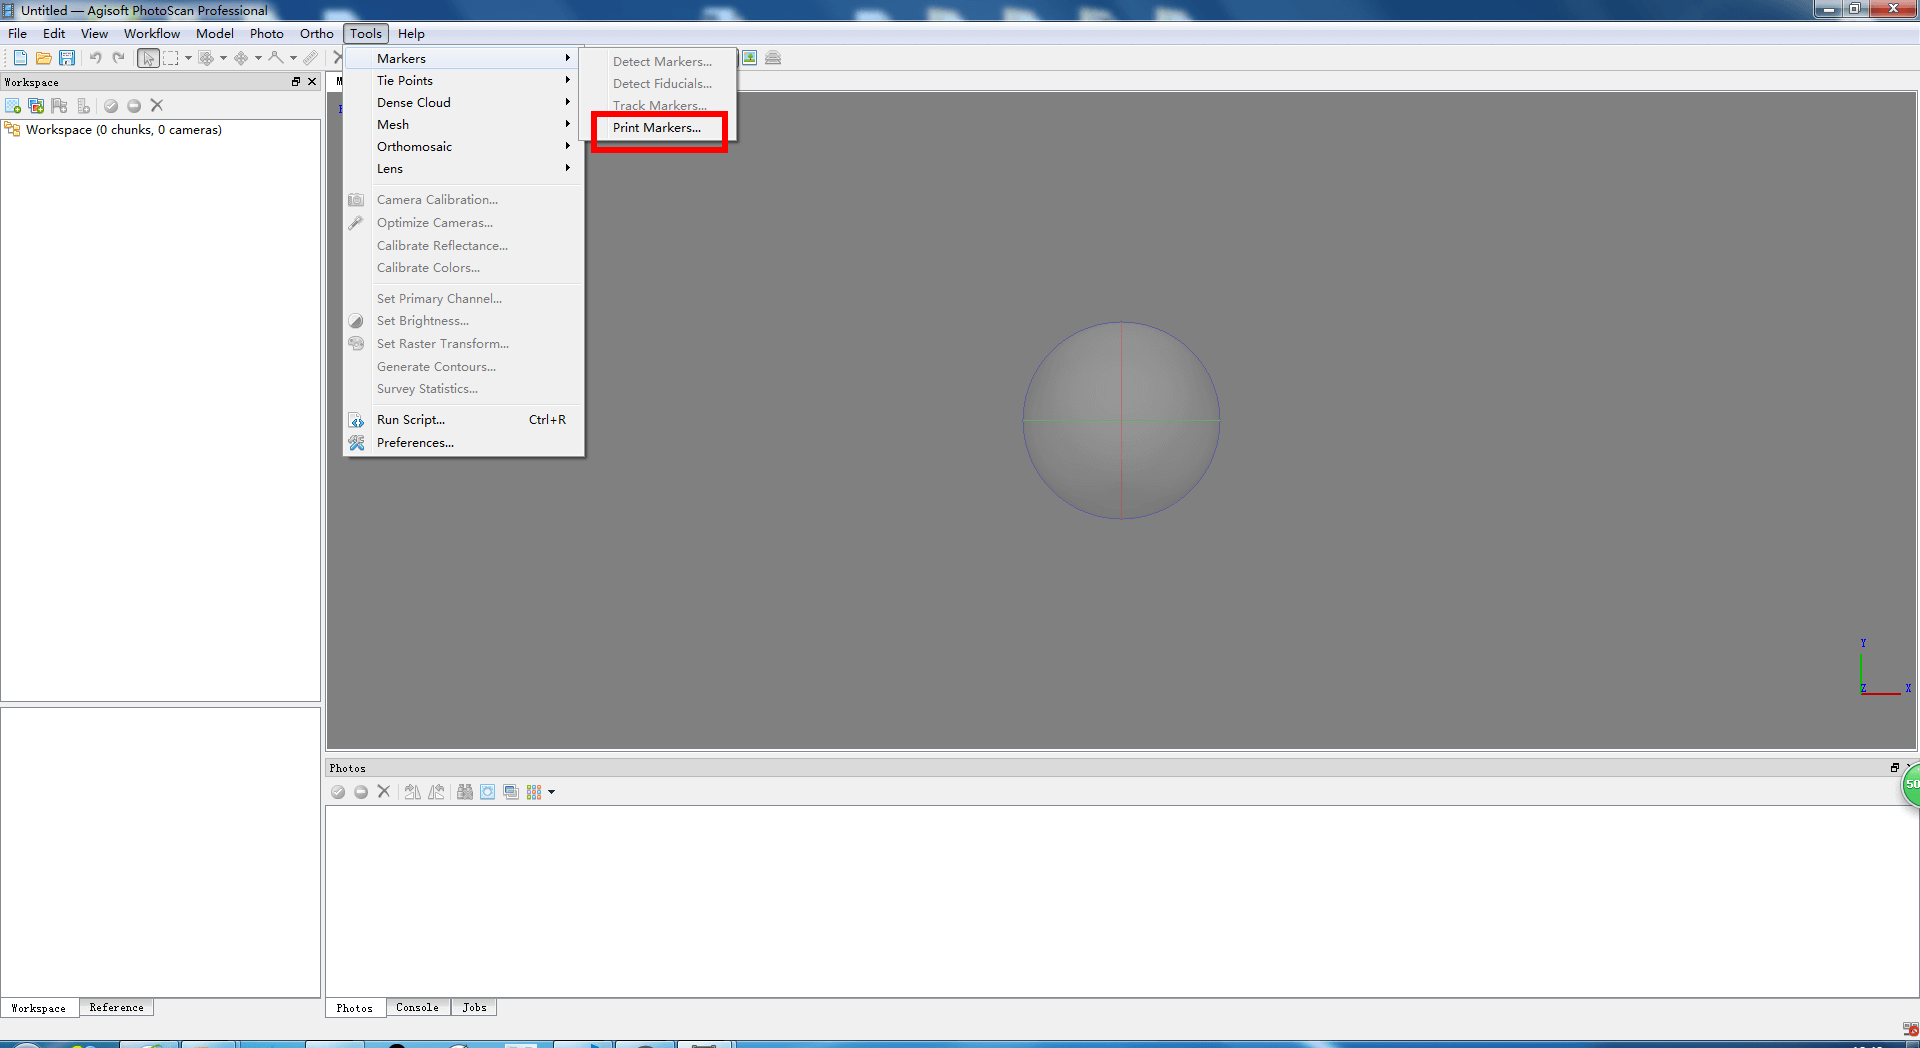 Untitled — Agisoft PhotoScan Professional
File Edit View Workflow Model Photo Ortho Tools Help
Workspace
Workspace (0 chunks, 0 cameras)
Markers
Tie Points
Dense Cloud
Mesh
Orthomosaic
Lens
Camera Calibration...
Optimize Cameras...
Calibrate Reflectance...
Calibrate Colors...
Set Primary Channel...
Set Brightness...
Set Raster Transform...
Generate Contours...
Survey Statistics...
Run Script... Ctrl+R
Preferences...
Detect Markers...
Detect Fiducials...
Track Markers...
Print Markers...
Y
Z X
Photos
50
Workspace Reference
Photos Console Jobs